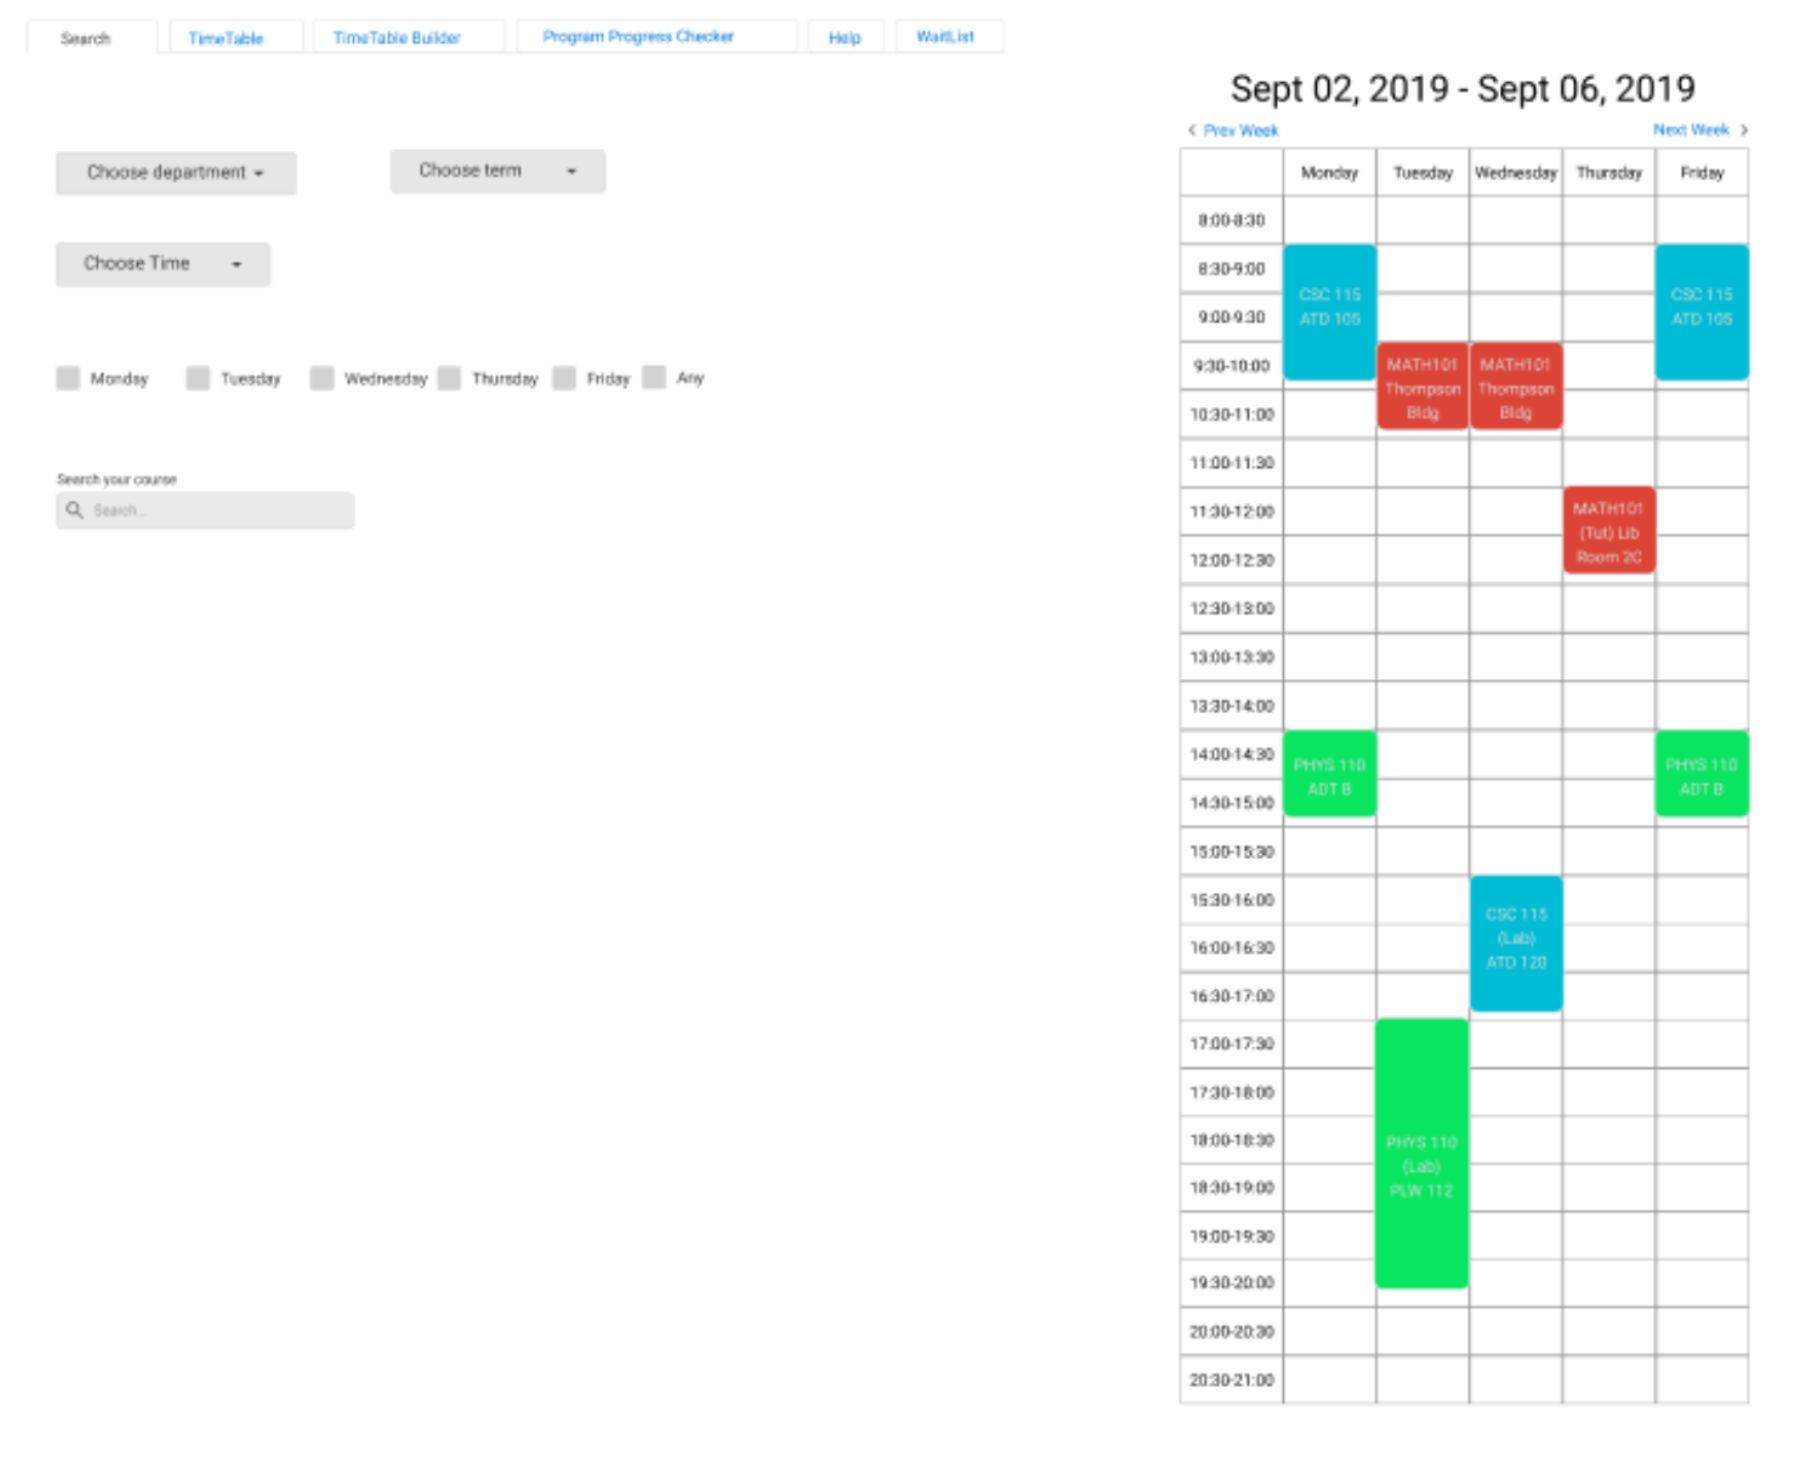 Search TimeTable TimeTable Builder Program Progress Checker Help WaitList
Choose department Choose term
Choose Time
Monday Tuesday Wednesday Thursday Friday Any
Search your course
Search...
Sept 02, 2019 - Sept 06, 2019
Prev Week Next Week
Monday Tuesday Wednesday Thursday Friday
8:00-8:30
8:30-9:00
CSC 115 CSC 115
9:00-9:30 ATD 105 ATD 105
9:30-10:00 MATH101 MATH101
Thompson Thompson
10:30-11:00 Bldg Bldg
11:00-11:30
11:30-12:00 MATH101
(Tut) Lib
12:00-12:30 Room 2C
12:30-13:00
13:00-13:30
13:30-14:00
14:00-14:30 PHYS 110 PHYS 110
14:30-15:00 ADT B ADT B
15:00-15:30
15:30-16:00 CSC 115
16:00-16:30 (Lab)
ATD 120
16:30-17:00
17:00-17:30
17:30-18:00
18:00-18:30 PHYS 110
(Lab)
18:30-19:00 PLW 112
19:00-19:30
19:30-20:00
20:00-20:30
20:30-21:00